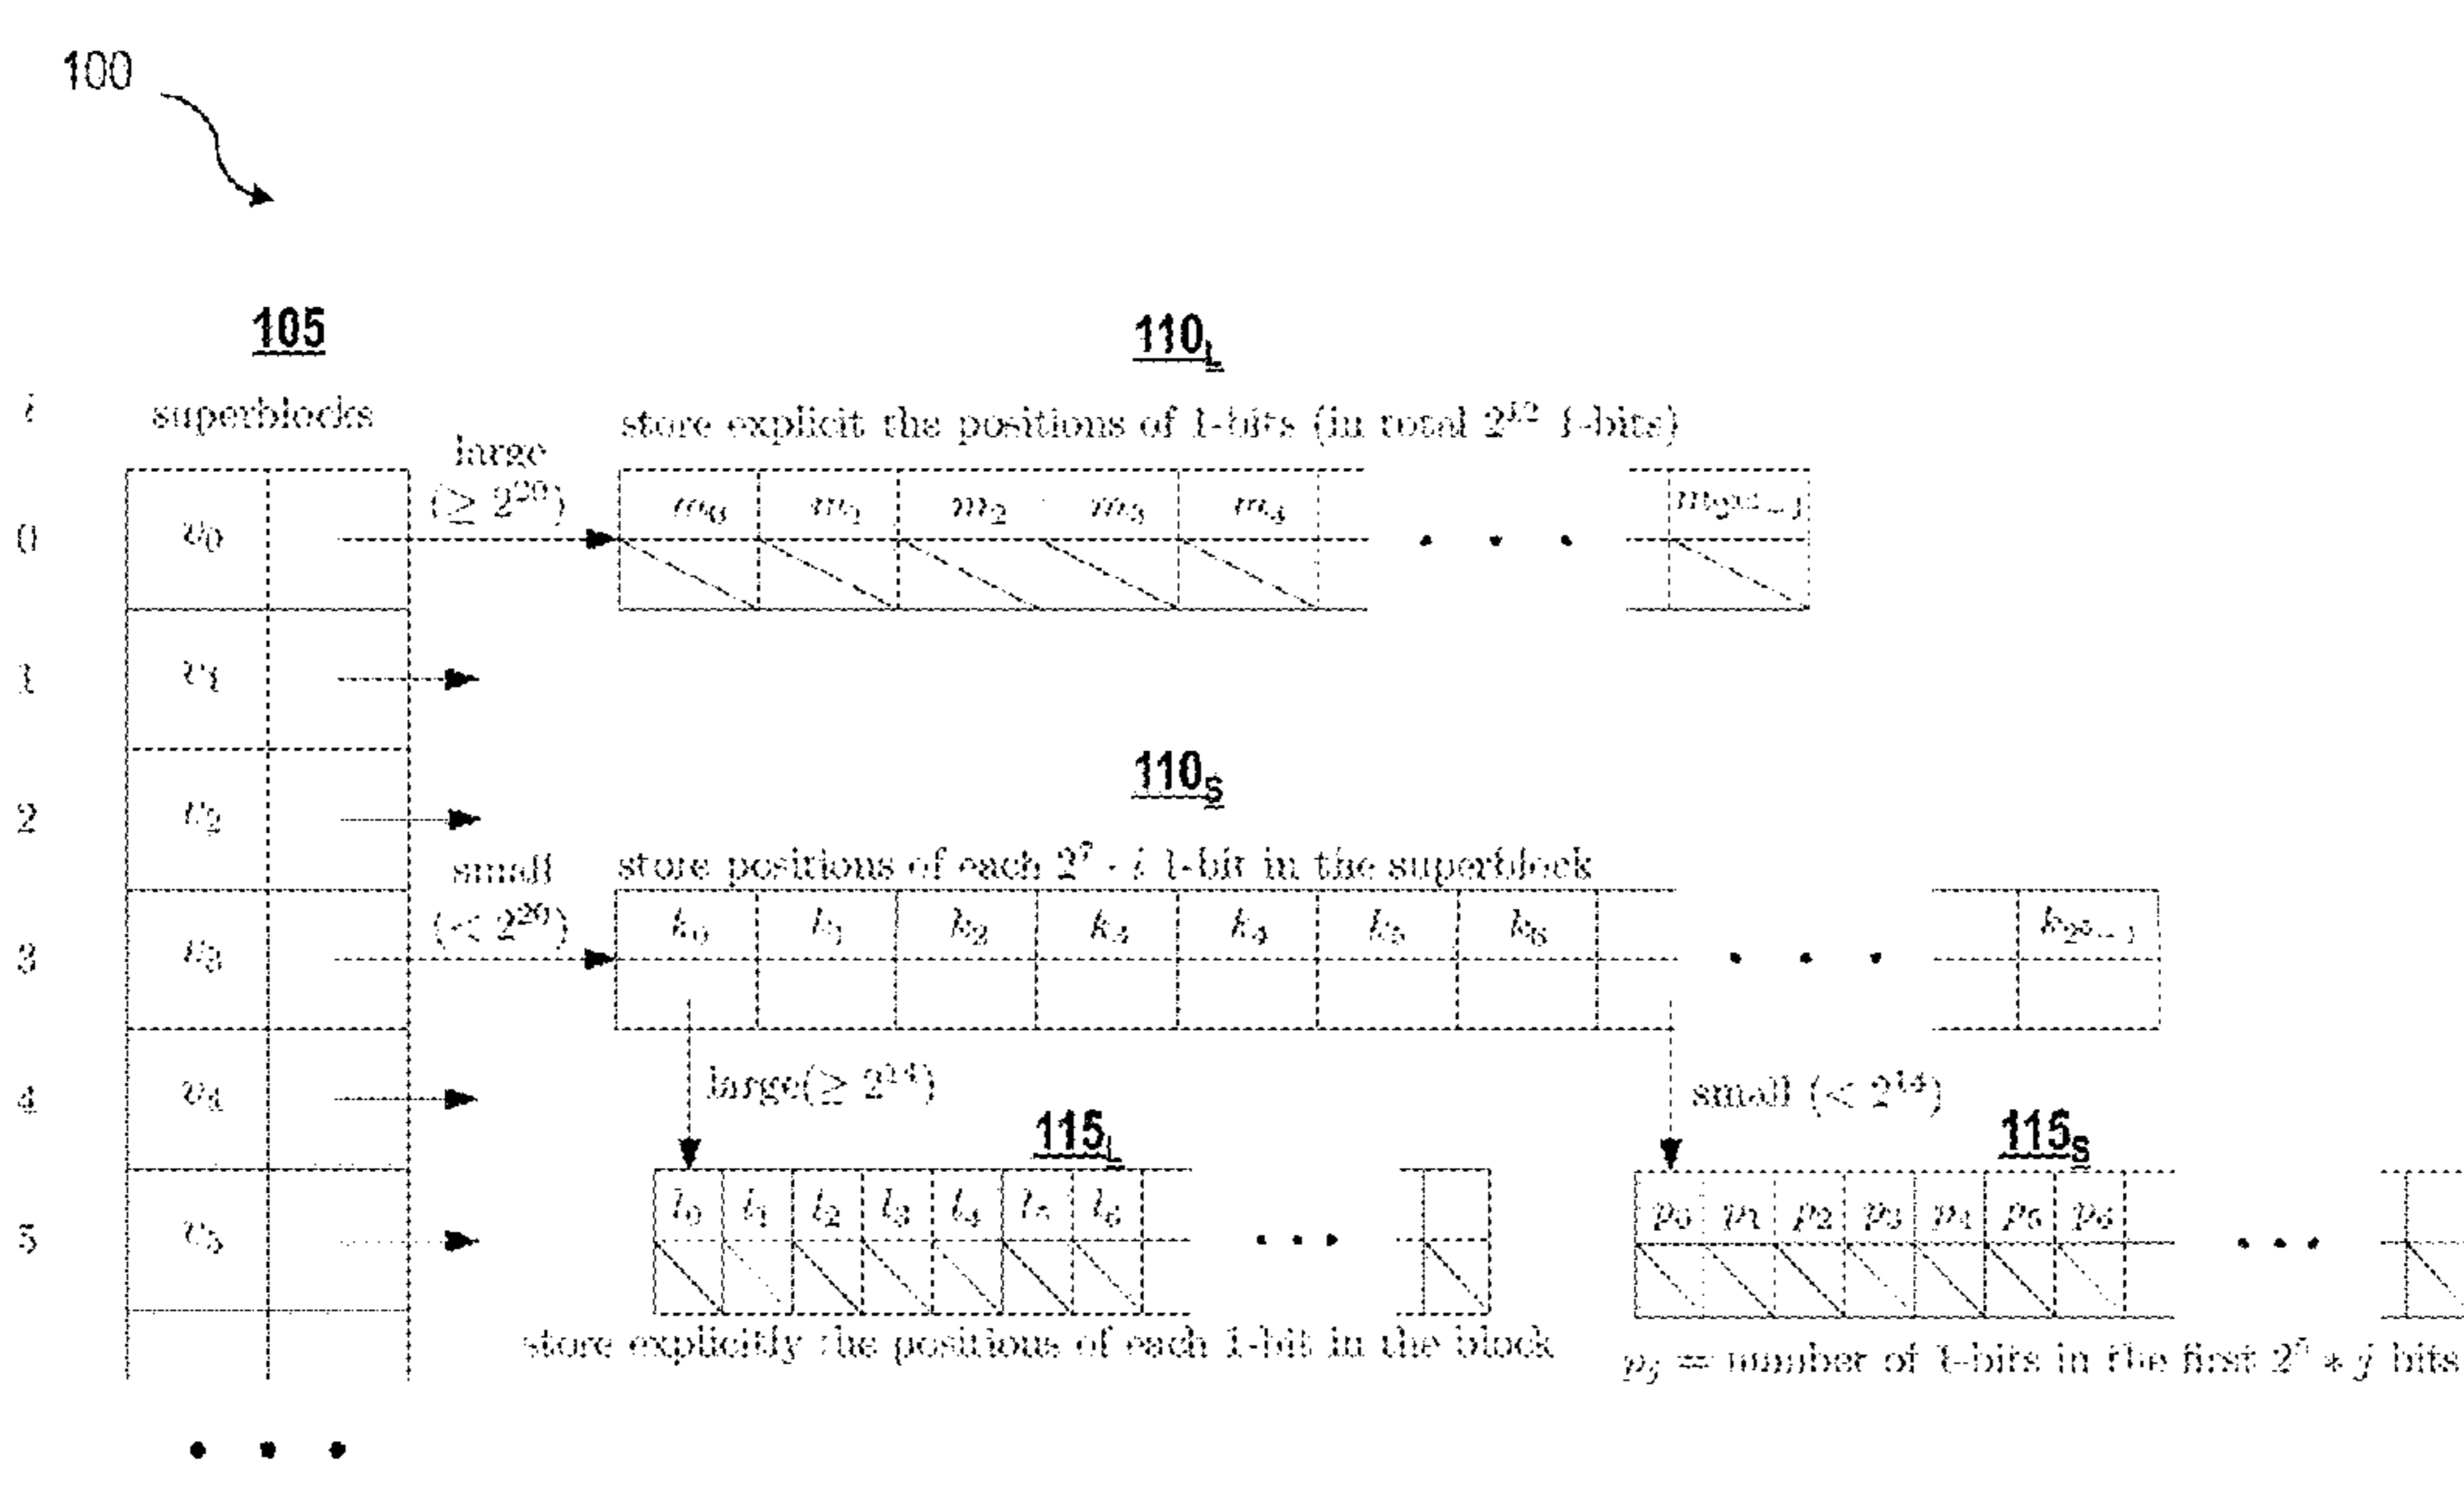 100
105
110L
i
superblocks
store explicit the positions of 1-bits (in total 2^12 1-bits)
large
(≥ 2^20)
0
v0
m0 m1 m2 m3 m4
1
v1
110S
2
v2
small
store positions of each 2^7 · i 1-bit in the superblock
(< 2^20)
3
v3
k0 k1 k2 k3 k4 k5 k6
4
v4
large(≥ 2^14)
small (< 2^14)
115L
115S
5
v5
l0 l1 l2 l3 l4 l5 l6
p0 p1 p2 p3 p4 p5 p6
store explicitly the positions of each 1-bit in the block
pj = number of 1-bits in the first * j bits